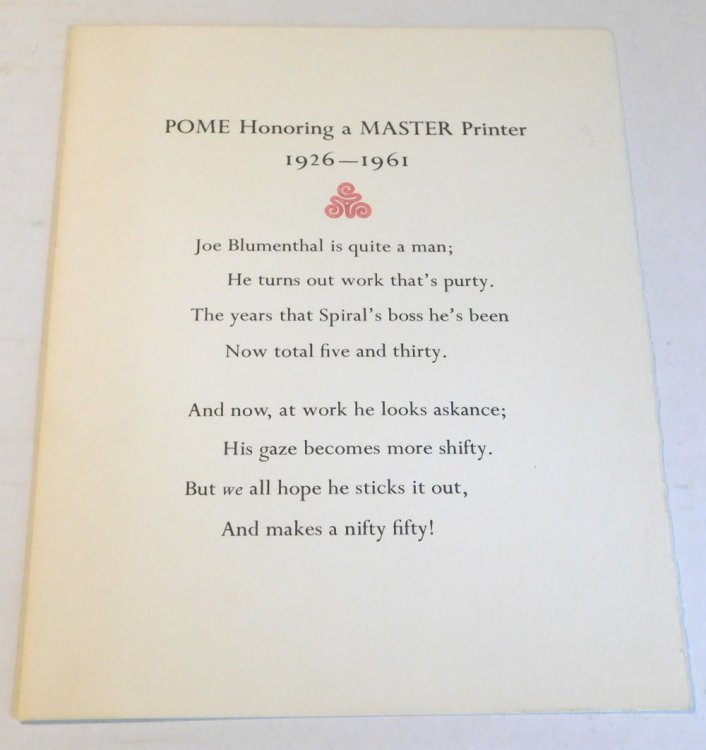 POME Honoring a MASTER Printer
1926—1961
Joe Blumenthal is quite a man;
He turns out work that's purty.
The years that Spiral's boss he's been
Now total five and thirty.
And now, at work he looks askance;
His gaze becomes more shifty.
But we all hope he sticks it out,
And makes a nifty fifty!